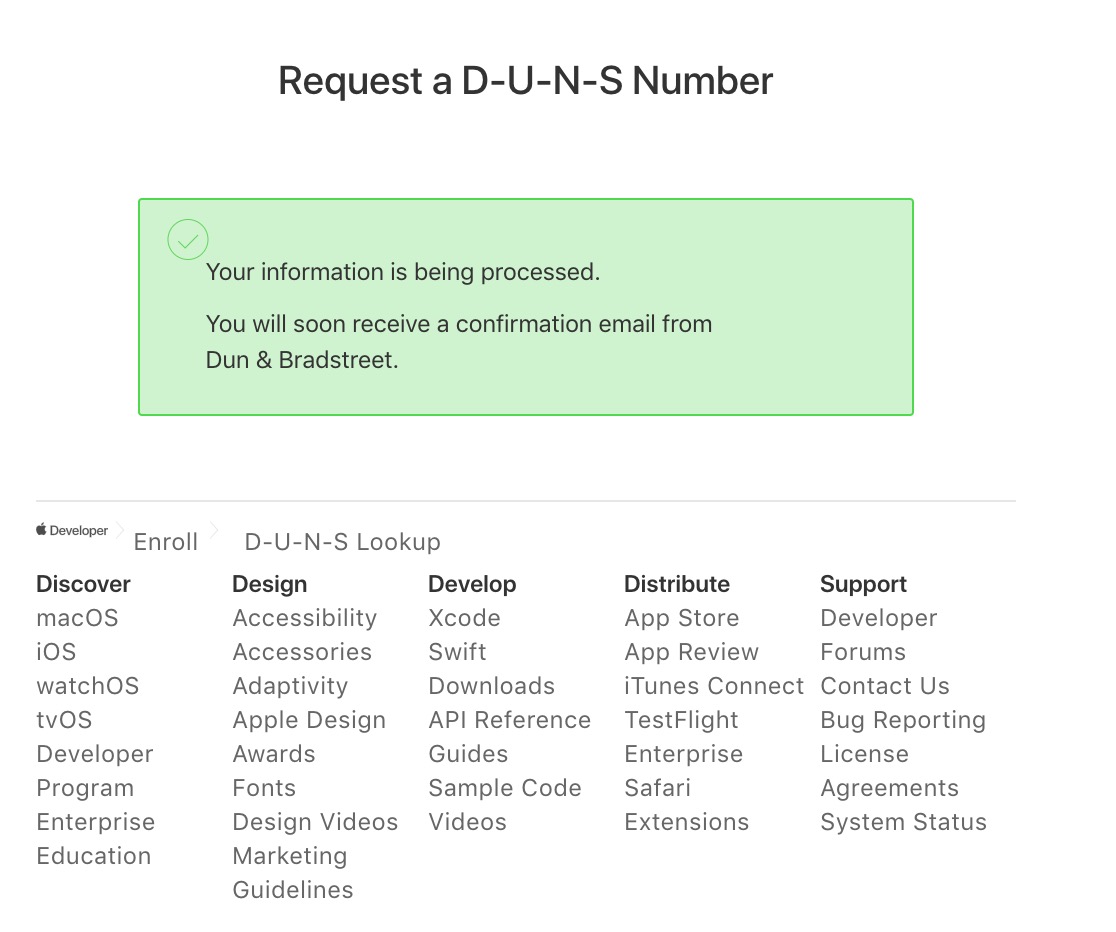 Request a D-U-N-S Number
Your information is being processed.
You will soon receive a confirmation email from
Dun & Bradstreet.
Developer
Enroll
D-U-N-S Lookup
Discover
macOS
iOS
watchOS
tvOS
Developer
Program
Enterprise
Education
Design
Accessibility
Accessories
Adaptivity
Apple Design
Awards
Fonts
Design Videos
Marketing
Guidelines
Develop
Xcode
Swift
Downloads
API Reference
Guides
Sample Code
Videos
Distribute
App Store
App Review
iTunes Connect
TestFlight
Enterprise
Safari
Extensions
Support
Developer
Forums
Contact Us
Bug Reporting
License
Agreements
System Status